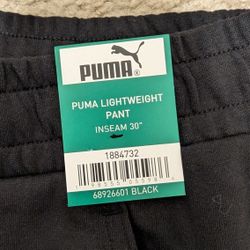 PUMA®
PUMA LIGHTWEIGHT
PANT
INSEAM 30"
1884732
68926601 BLACK